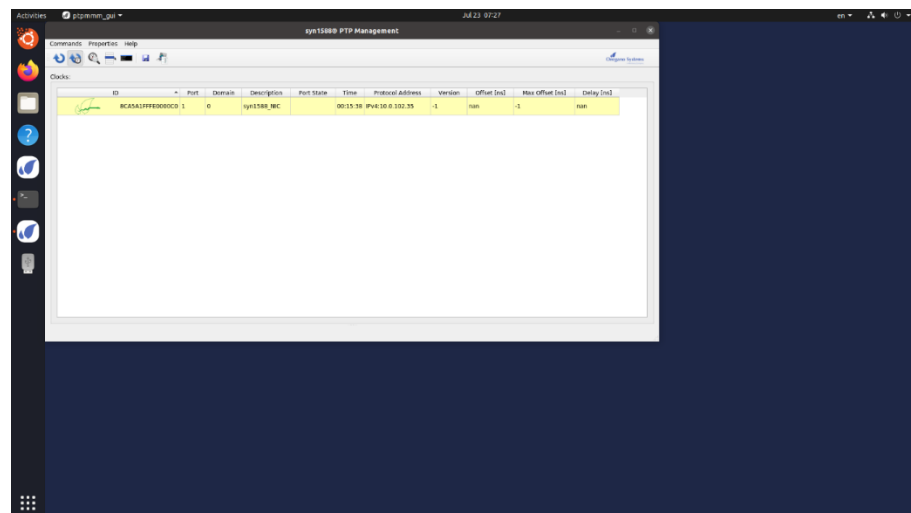 Activities ptpmmm_gui Jul 23 07:27 en
syn1588® PTP Management
Commands Properties Help
Oregano Systems
Clocks:
ID Port Domain Description Port State Time Protocol Address Version Offset [ns] Max Offset [ns] Delay [ns]
1 0 syn1588_NIC 00:15:38 IPv4:10.0.102.35 -1 nan -1 nan